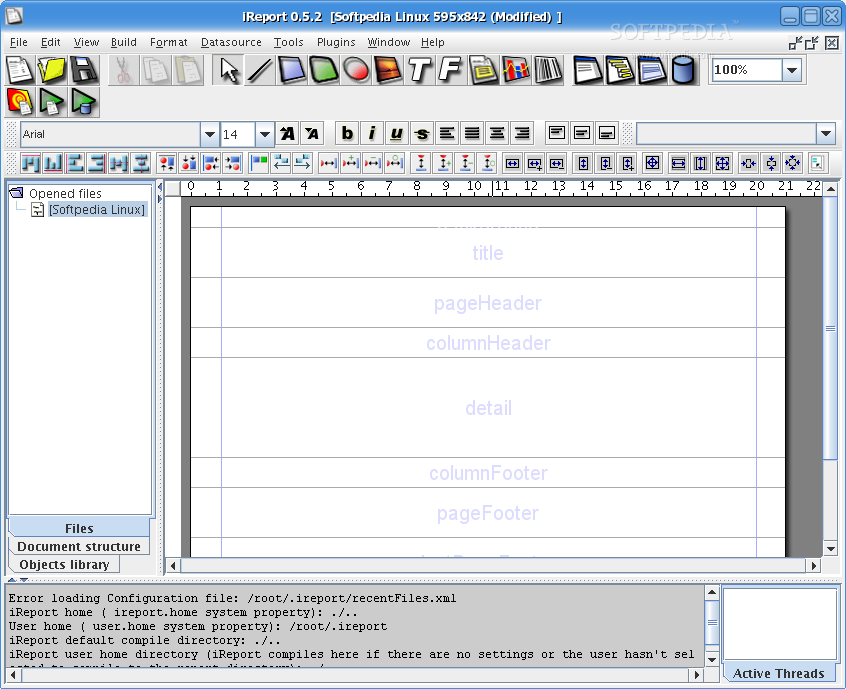 iReport 0.5.2 [Softpedia Linux 595x842 (Modified) ]
SOFTPEDIA
File Edit View Build Format Datasource Tools Plugins Window Help
T F 100%
Arial 14 A A b i u s
Opened files
[Softpedia Linux]
0 1 2 3 4 5 6 7 8 9 10 11 12 13 14 15 16 17 18 19 20 21 22
title
pageHeader
columnHeader
detail
columnFooter
pageFooter
Files
Document structure
Objects library
Error loading Configuration file: /root/.ireport/recentFiles.xml
iReport home ( ireport.home system property): ./..
User home ( user.home system property): /root/.ireport
iReport default compile directory: ./..
iReport user home directory (iReport compiles here if there are no settings or the user hasn't sel
Active Threads